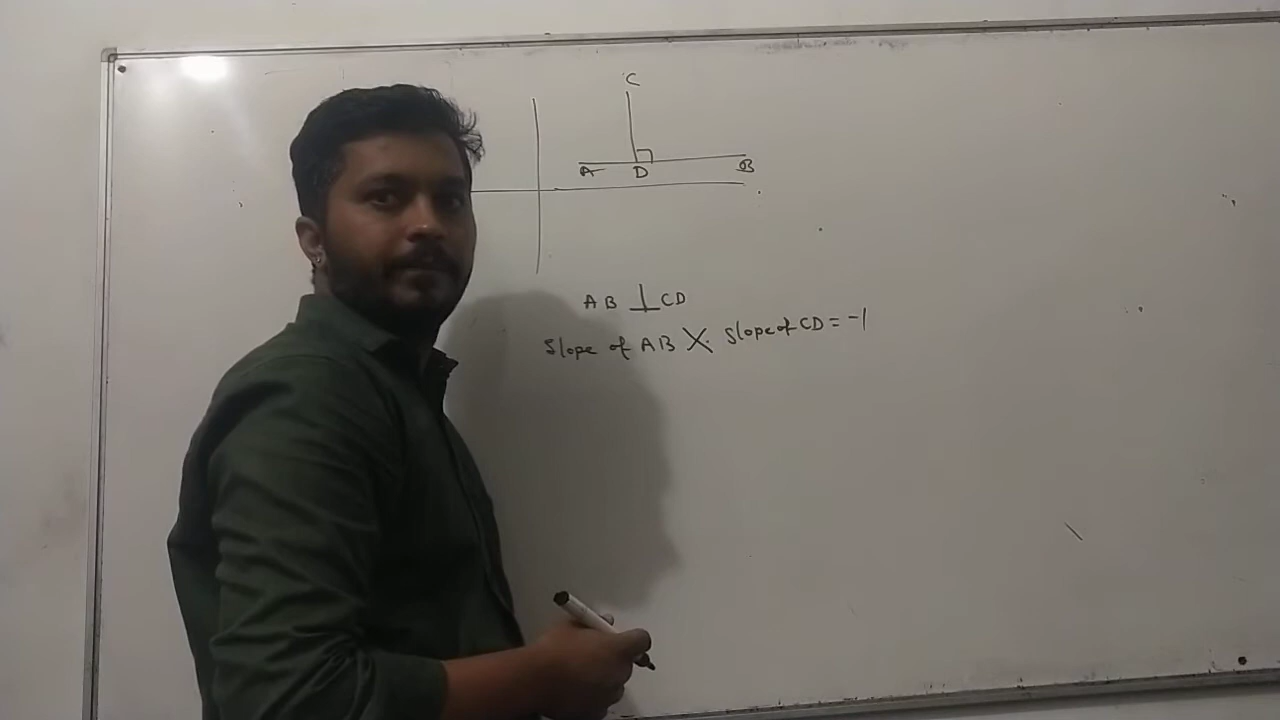 C
A D B
AB ⊥ CD
Slope of AB X Slope of CD = -1